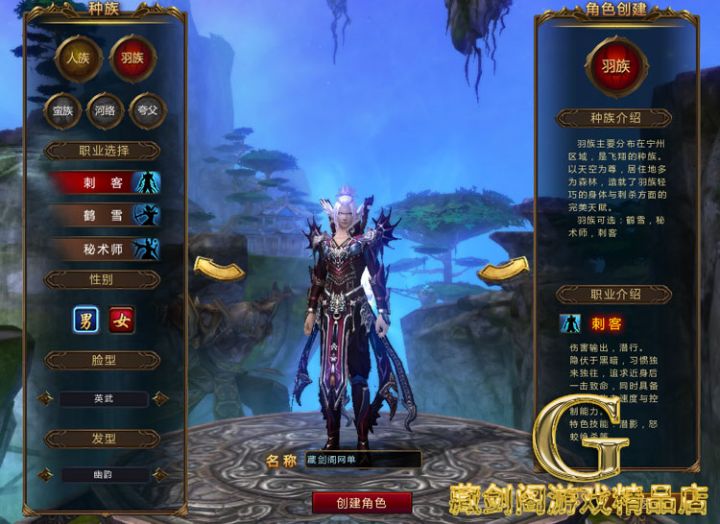 种族
人族
羽族
蛮族
河络
夸父
职业选择
刺 客
鹤 雪
秘术师
性别
男
女
脸型
英武
发型
幽韵
名称
藏剑阁网单
创建角色
角色创建
羽族
种族介绍
羽族主要分布在宁州
区域，是飞翔的种族。
以天空为尊，居住地多
为森林，造就了羽族轻
巧的身体与刺杀方面的
完美天赋。
羽族可选：鹤雪，秘
术师，刺客
职业介绍
刺客
伤害输出，潜行。
隐伏于黑暗，习惯独
来独往，追求近身后
一击致命，同时具备
速度与控
制能力。
特色技能 潜影，怒
G
藏剑阁游戏精品店